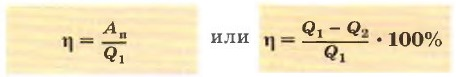 η = Aп / Q₁ или η = (Q₁ − Q₂) / Q₁ · 100%